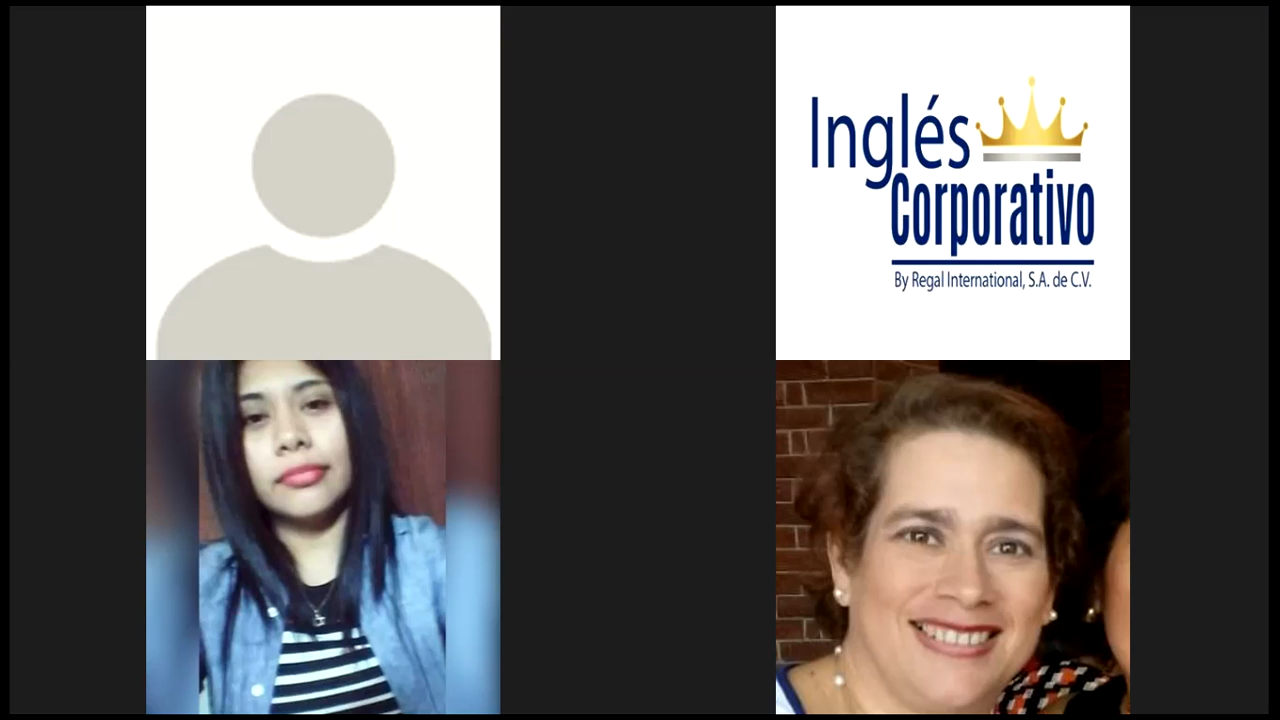 Inglés
Corporativo
By Regal International, S.A. de C.V.